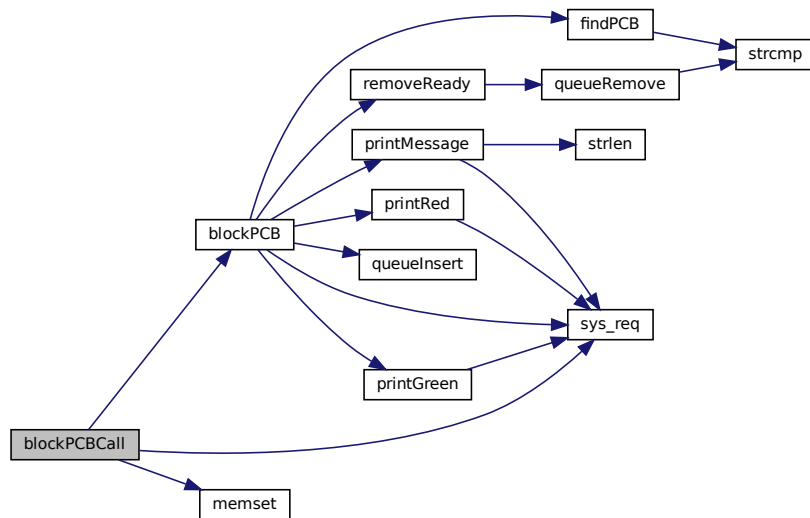 findPCB
strcmp
removeReady
queueRemove
printMessage
strlen
printRed
blockPCB
queueInsert
sys_req
printGreen
blockPCBCall
memset